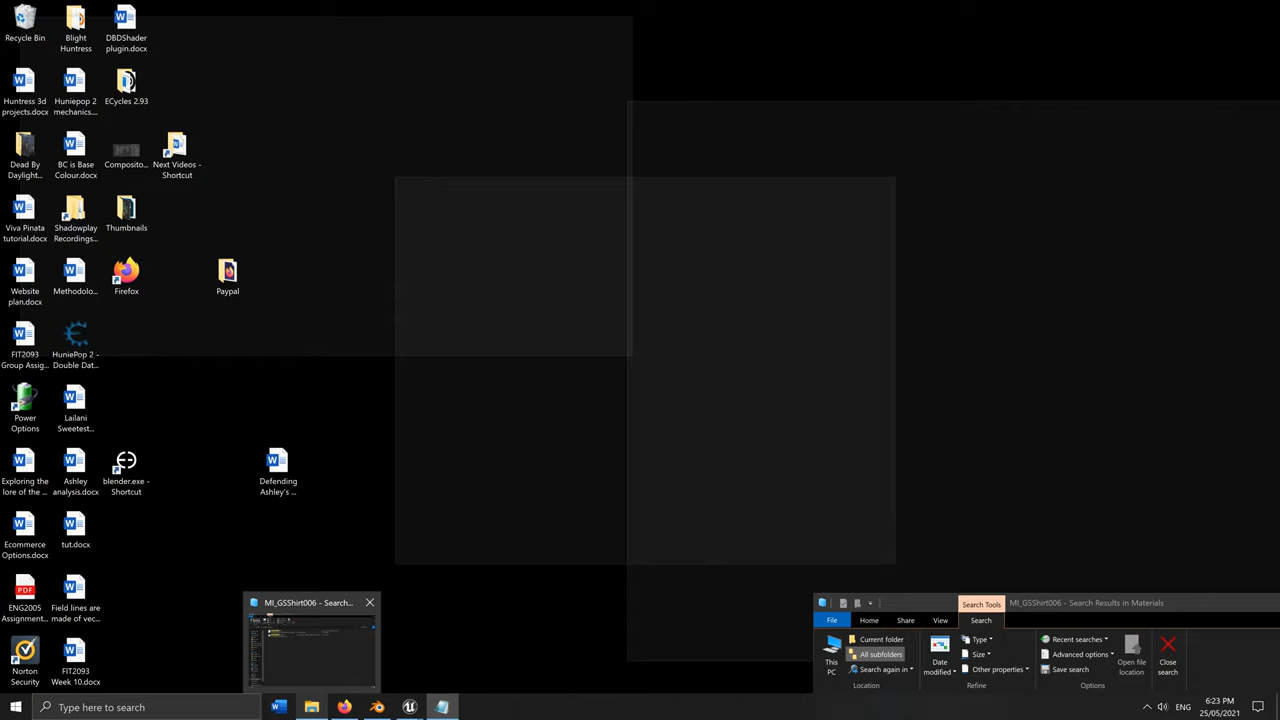 Recycle Bin
Blight
Huntress
DBDShader
plugin.docx
Huntress 3d
projects.docx
Huniepop 2
mechanics....
ECycles 2.93
Dead By
Daylight...
BC is Base
Colour.docx
Composito...
Next Videos -
Shortcut
Viva Pinata
tutorial.docx
Shadowplay
Recordings...
Thumbnails
Website
plan.docx
Methodolo...
Firefox
Paypal
FIT2093
Group Assig...
HuniePop 2 -
Double Dat...
Power
Options
Lailani
Sweetest...
Exploring the
lore of the ...
Ashley
analysis.docx
blender.exe -
Shortcut
Defending
Ashley's ...
Ecommerce
Options.docx
tut.docx
ENG2005
Assignment...
Field lines are
made of vec...
Norton
Security
FIT2093
Week 10.docx
MI_GSShirt006 - Search...
Search Tools
MI_GSShirt006 - Search Results in Materials
File
Home
Share
View
Search
This
PC
Current folder
All subfolders
Search again in
Location
Date
modified
Type
Size
Other properties
Refine
Recent searches
Advanced options
Save search
Options
Open file
location
Close
search
Type here to search
ENG
6:23 PM
25/05/2021